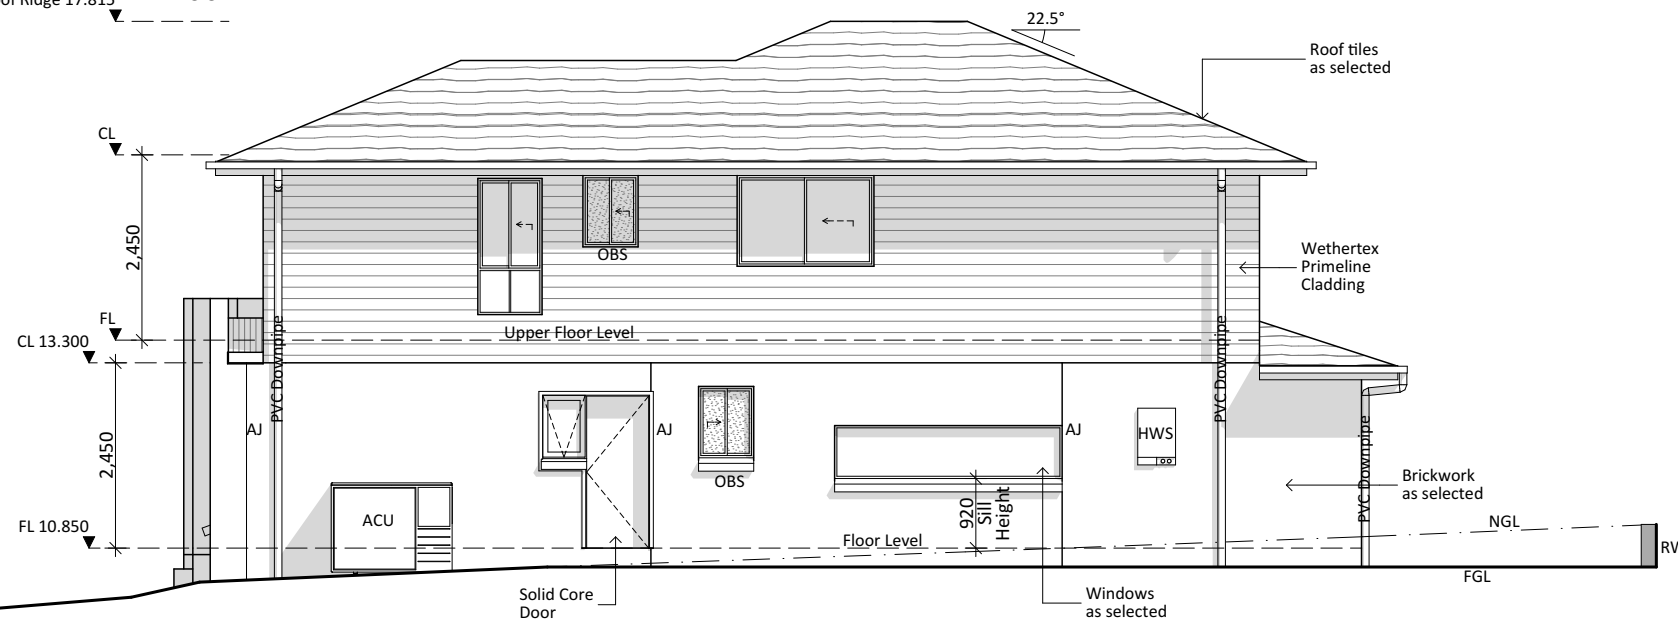 Roof Ridge 17.815
22.5°
Roof tiles
as selected
CL
2,450
OBS
Wethertex
Primeline
Cladding
FL
Upper Floor Level
CL 13.300
PVC Downpipe
PVC Downpipe
AJ
AJ
AJ
HWS
2,450
OBS
PVC Downpipe
Brickwork
as selected
ACU
920
Sill
Height
FL 10.850
Floor Level
NGL
RW
FGL
Solid Core
Door
Windows
as selected